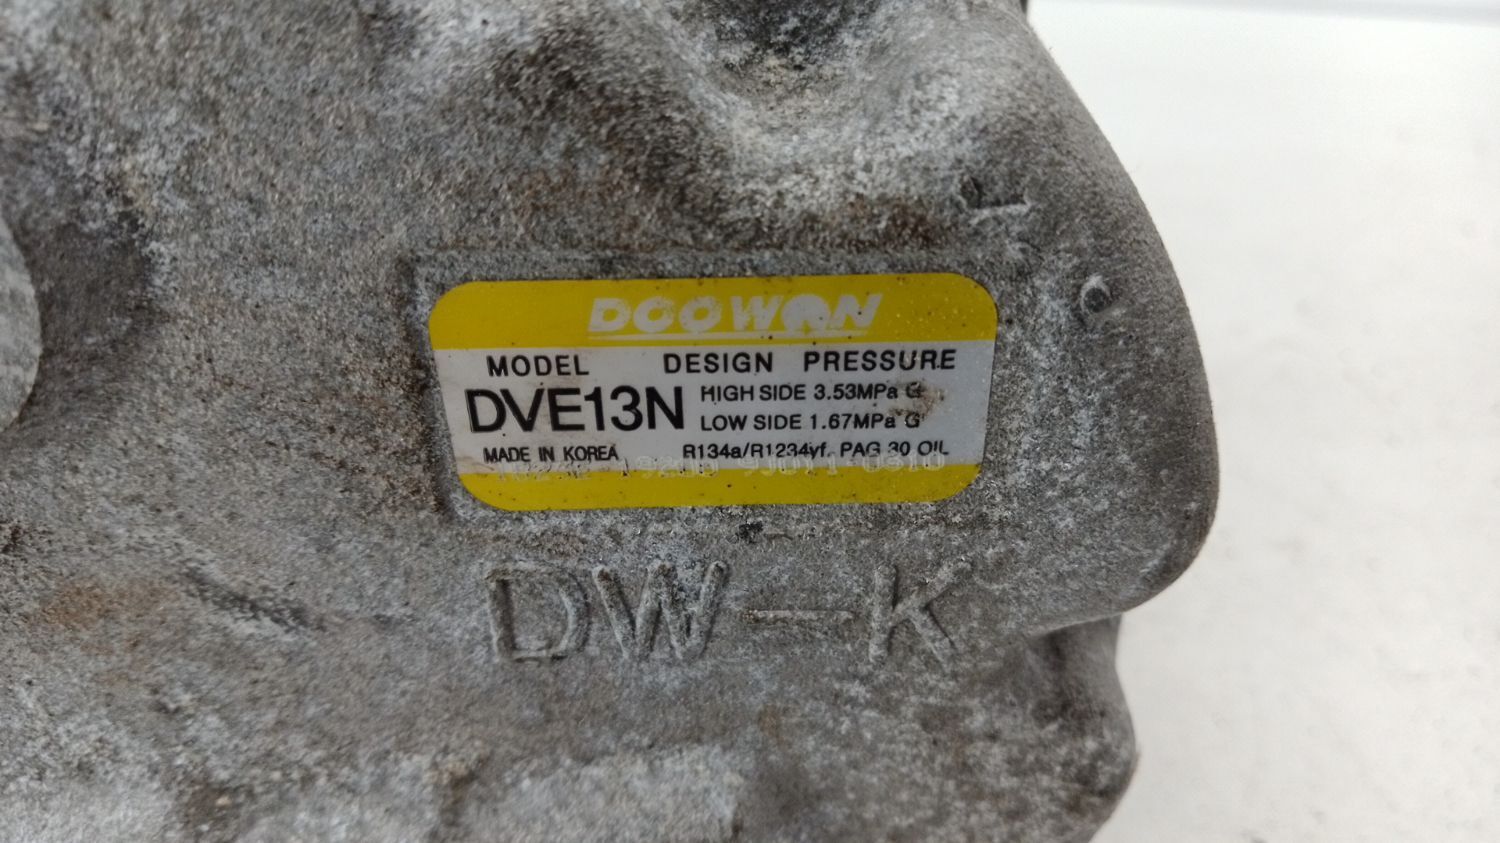 DOOWON
MODEL DESIGN PRESSURE
DVE13N HIGH SIDE 3.53MPa G
LOW SIDE 1.67MPa G
MADE IN KOREA R134a/R1234yf. PAG 30 OIL
DW-K